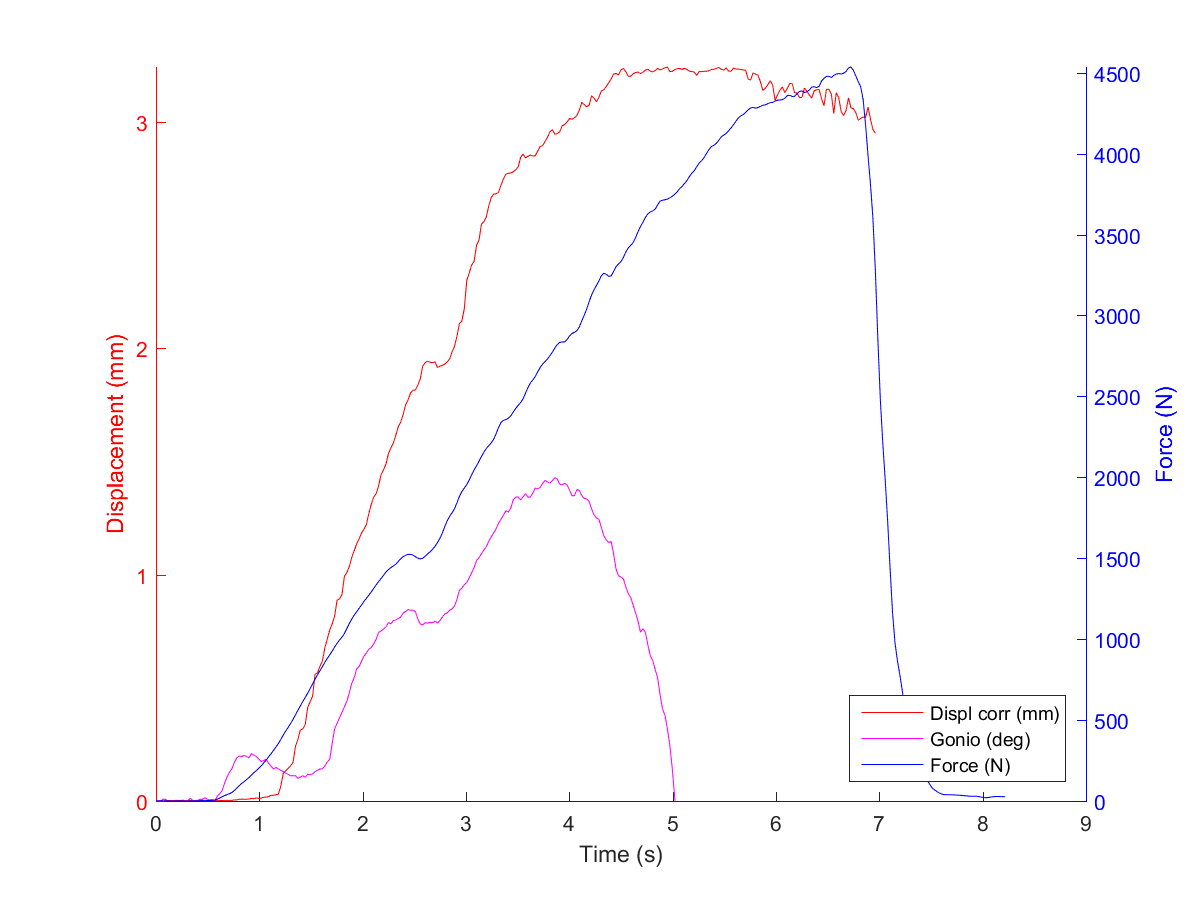 3
2
1
0
Displacement (mm)
4500
4000
3500
3000
2500
2000
1500
1000
500
0
Force (N)
Displ corr (mm)
Gonio (deg)
Force (N)
0 1 2 3 4 5 6 7 8 9
Time (s)